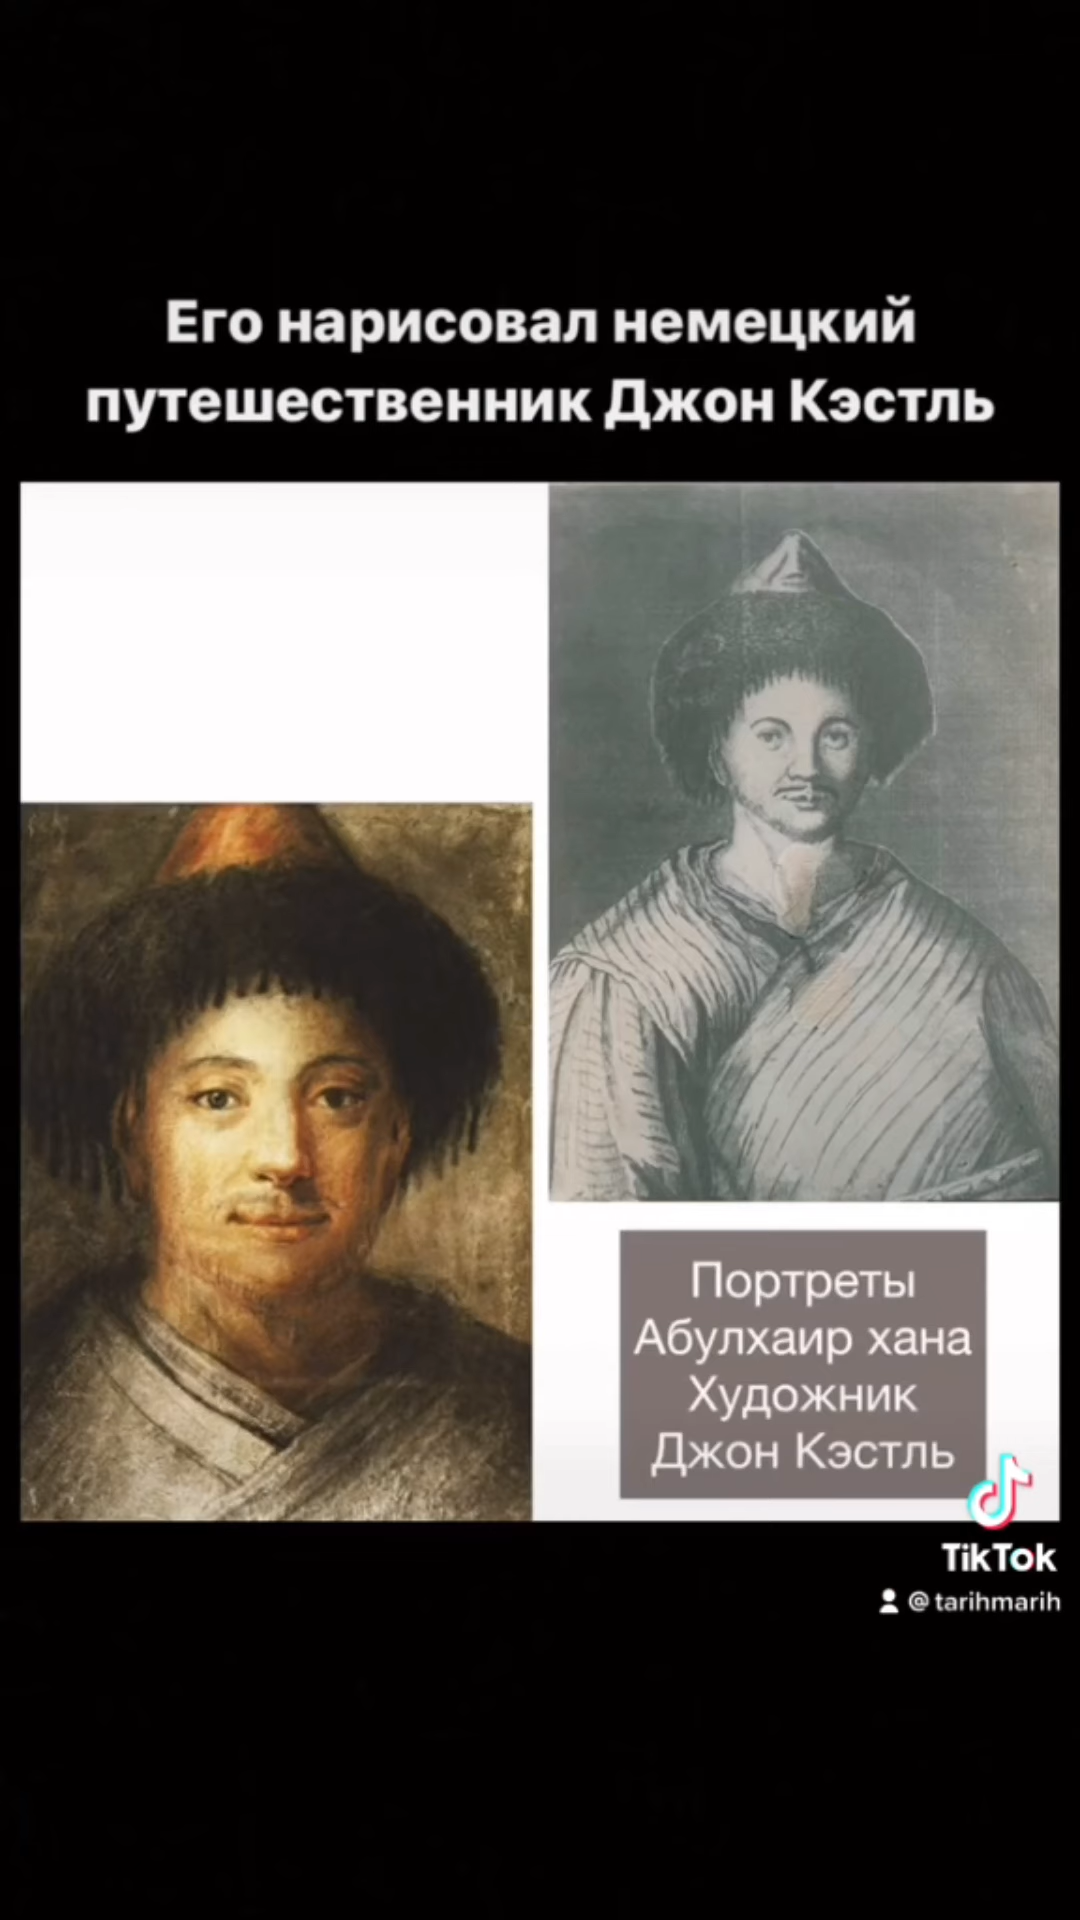 Его нарисовал немецкий
путешественник Джон Кэстль
Портреты
Абулхаир хана
Художник
Джон Кэстль
TikTok
@tarihmarih